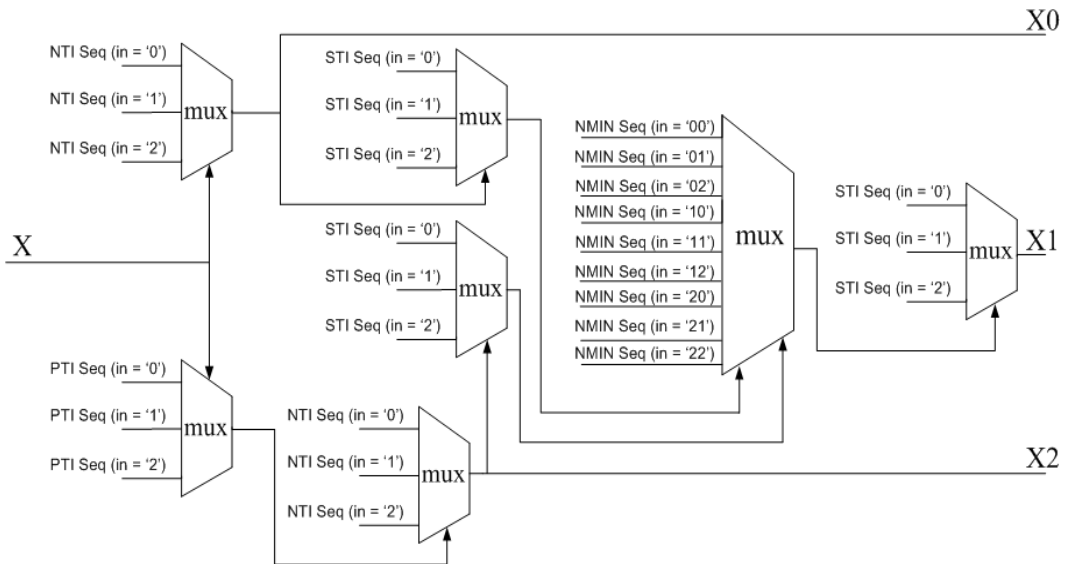 X0
NTI Seq (in = '0')
NTI Seq (in = '1')
NTI Seq (in = '2')
mux
STI Seq (in = '0')
STI Seq (in = '1')
STI Seq (in = '2')
mux
NMIN Seq (in = '00')
NMIN Seq (in = '01')
NMIN Seq (in = '02')
NMIN Seq (in = '10')
NMIN Seq (in = '11')
NMIN Seq (in = '12')
NMIN Seq (in = '20')
NMIN Seq (in = '21')
NMIN Seq (in = '22')
mux
STI Seq (in = '0')
STI Seq (in = '1')
STI Seq (in = '2')
mux
X1
X
STI Seq (in = '0')
STI Seq (in = '1')
STI Seq (in = '2')
mux
PTI Seq (in = '0')
PTI Seq (in = '1')
PTI Seq (in = '2')
mux
NTI Seq (in = '0')
NTI Seq (in = '1')
NTI Seq (in = '2')
mux
X2